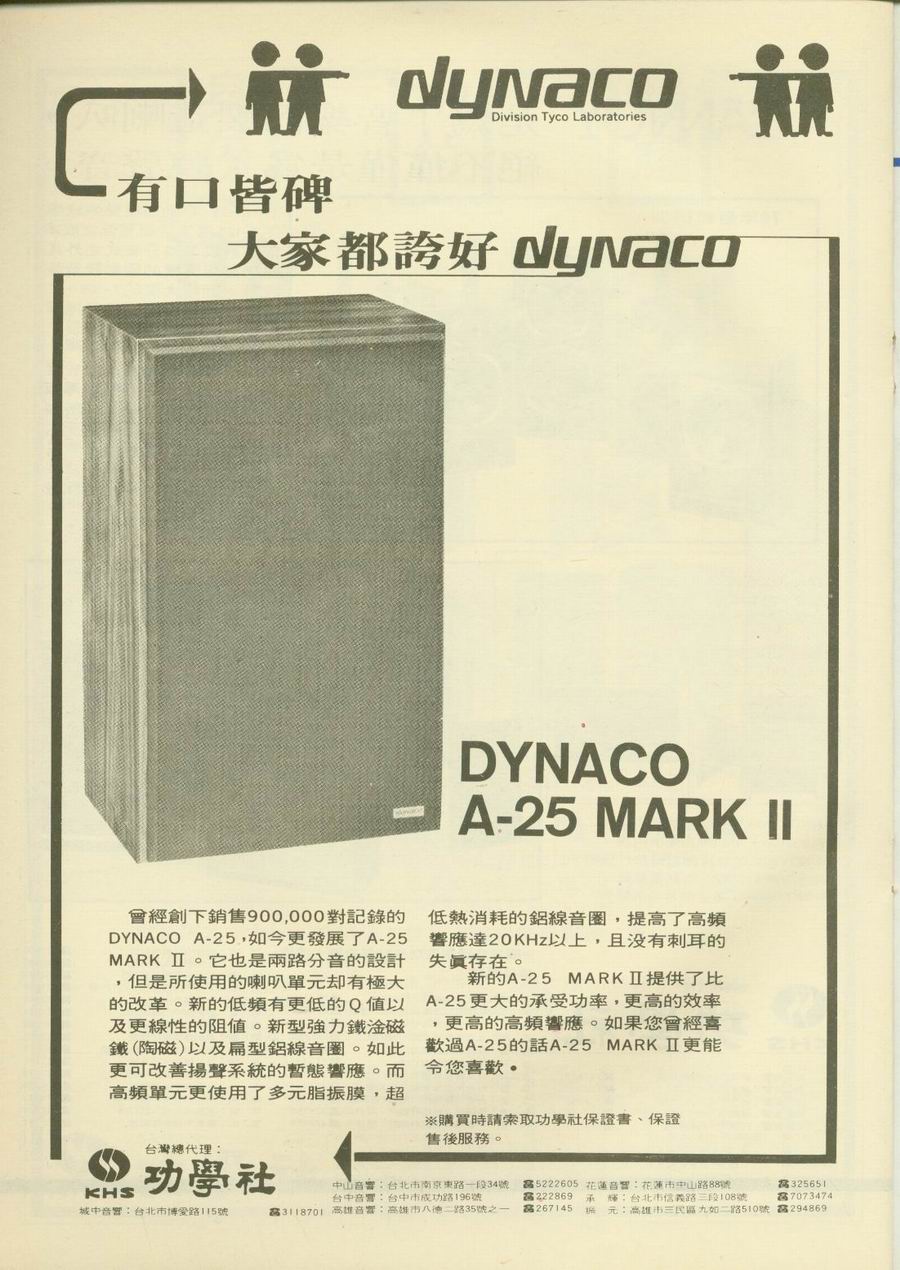 dynaco
Division Tyco Laboratories
有口皆碑
大家都誇好 dynaco
dynaco
DYNACO
A-25 MARK II
曾經創下銷售900,000對記錄的
DYNACO A-25,如今更發展了A-25
MARK Ⅱ。它也是兩路分音的設計
，但是所使用的喇叭單元却有極大
的改革。新的低頻有更低的Q值以
及更線性的阻值。新型強力鐵淦磁
鐵(陶磁)以及扁型鋁線音圈。如此
更可改善揚聲系統的暫態響應。而
高頻單元更使用了多元脂振膜，超
低熱消耗的鋁線音圈，提高了高頻
響應達20KHz以上，且没有刺耳的
失眞存在。
新的A-25 MARKⅡ提供了比
A-25更大的承受功率，更高的效率
，更高的高頻響應。如果您曾經喜
歡過A-25的話A-25 MARK Ⅱ更能
令您喜歡•
※購買時請索取功學社保證書、保證
售後服務。
台灣總代理：
KHS 功學社
城中音響：台北市博愛路115號 ☎3118701
中山音響：台北市南京東路一段34號 ☎5222605
台中音響：台中市成功路196號 ☎222869
高雄音響：高雄市八德二路35號之一 ☎267145
花蓮音響：花蓮市中山路88號 ☎325651
承 輝：台北市信義路三段108號 ☎7073474
元：高雄市三民區九如二路510號 ☎294869